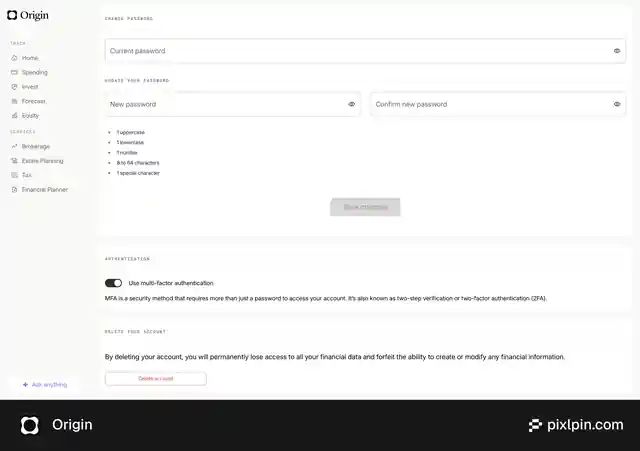 Origin
TRACK
Home
Spending
Invest
Forecast
Equity
SERVICES
Brokerage
Estate Planning
Tax
Financial Planner
Ask anything
CHANGE PASSWORD
Current password
UPDATE YOUR PASSWORD
New password
Confirm new password
• 1 uppercase
• 1 lowercase
• 1 number
• 8 to 64 characters
• 1 special character
AUTHENTICATION
Use multi-factor authentication
MFA is a security method that requires more than just a password to access your account. It's also known as two-step verification or two-factor authentication (2FA).
DELETE YOUR ACCOUNT
By deleting your account, you will permanently lose access to all your financial data and forfeit the ability to create or modify any financial information.
Delete account
Origin
pixlpin.com